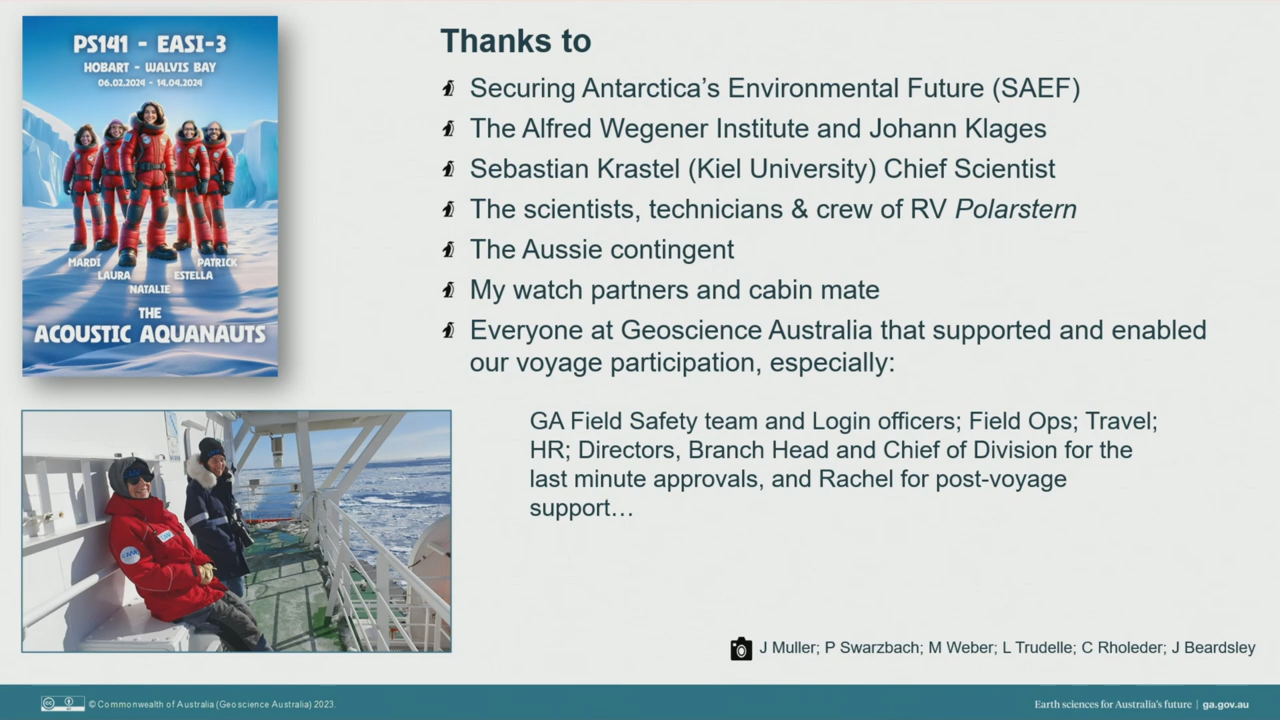 PS141 - EASI-3
HOBART - WALVIS BAY
06.02.2024 - 14.04.2024
MARDI
PATRICK
LAURA
ESTELLA
NATALIE
THE
ACOUSTIC AQUANAUTS
Thanks to
Securing Antarctica's Environmental Future (SAEF)
The Alfred Wegener Institute and Johann Klages
Sebastian Krastel (Kiel University) Chief Scientist
The scientists, technicians & crew of RV Polarstern
The Aussie contingent
My watch partners and cabin mate
Everyone at Geoscience Australia that supported and enabled
our voyage participation, especially:
GA Field Safety team and Login officers; Field Ops; Travel;
HR; Directors, Branch Head and Chief of Division for the
last minute approvals, and Rachel for post-voyage
support…
J Muller; P Swarzbach; M Weber; L Trudelle; C Rholeder; J Beardsley
© Commonwealth of Australia (Geoscience Australia) 2023.
Earth sciences for Australia's future | ga.gov.au